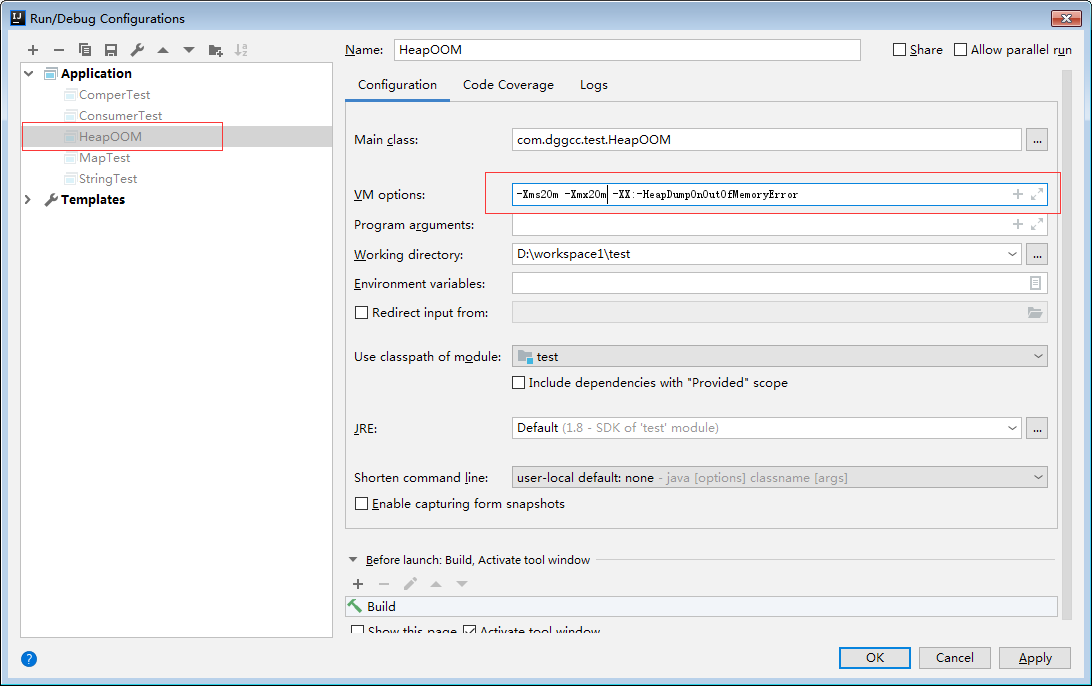 Run/Debug Configurations
Name: HeapOOM Share Allow parallel run
Application
ComperTest
ConsumerTest
HeapOOM
MapTest
StringTest
Templates
Configuration Code Coverage Logs
Main class: com.dggcc.test.HeapOOM ...
VM options: -Xms20m -Xmx20m -XX:-HeapDumpOnOutOfMemoryError
Program arguments:
Working directory: D:\workspace1\test ...
Environment variables:
Redirect input from:
Use classpath of module: test
Include dependencies with "Provided" scope
JRE: Default (1.8 - SDK of 'test' module) ...
Shorten command line: user-local default: none - java [options] classname [args]
Enable capturing form snapshots
Before launch: Build, Activate tool window
Build
Show this page Activate tool window
? OK Cancel Apply